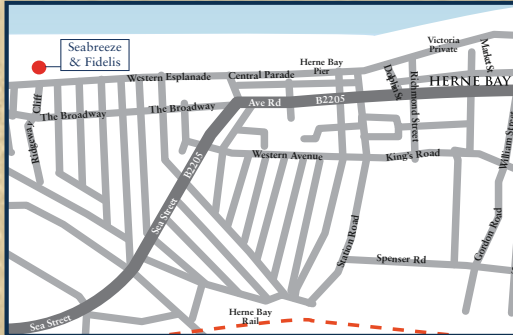 Seabreeze
& Fidelis
Victoria
Private
Market St
Herne Bay
Pier
Western Esplanade
Central Parade
Dolphin St
Richmond Street
HERNE BAY
Cliff
The Broadway
The Broadway
Ave Rd
B2205
Ridgeway
William Street
Western Avenue
King's Road
B2205
Sea Street
Station Road
Gordon Road
Spenser Rd
Sea Street
Herne Bay
Rail